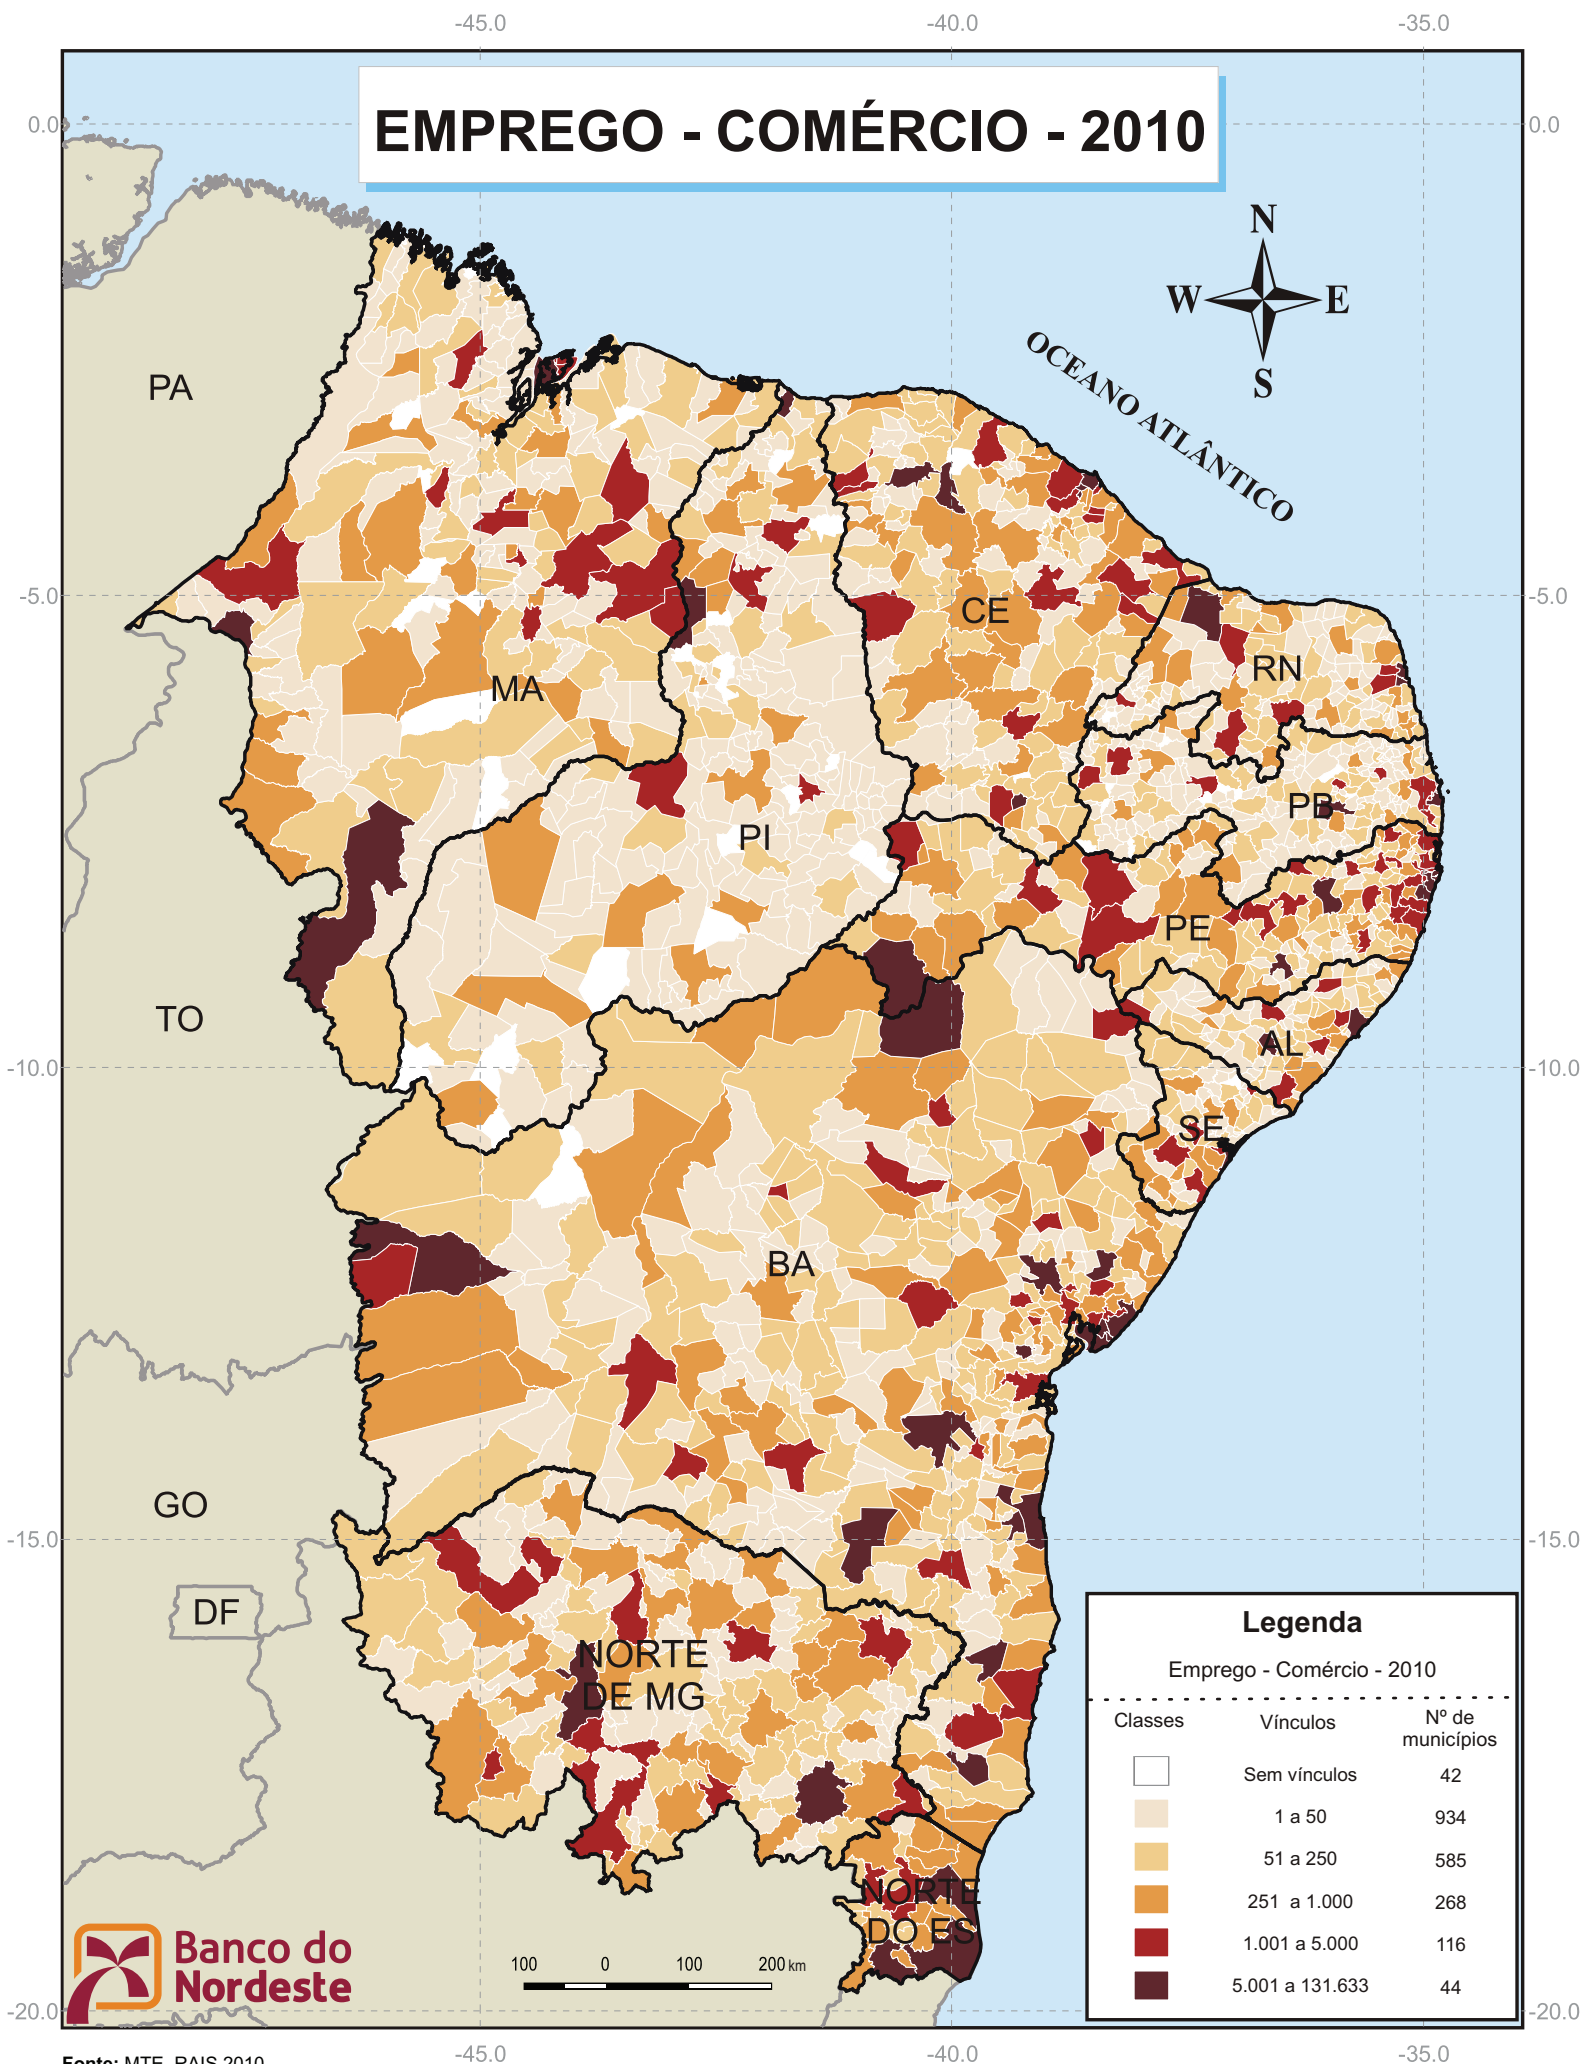 -45.0 -40.0 -35.0
EMPREGO - COMÉRCIO - 2010
0.0 0.0
N
W E
S
OCEANO ATLÂNTICO
PA
-5.0 -5.0
CE
RN
MA
PB
PI
PE
TO
AL
-10.0 -10.0
SE
BA
GO
-15.0 -15.0
DF
NORTE
DE MG
NORTE
DO ES
Legenda
Emprego - Comércio - 2010
Classes Vínculos Nº de
municípios
Sem vínculos 42
1 a 50 934
51 a 250 585
251 a 1.000 268
1.001 a 5.000 116
5.001 a 131.633 44
Banco do
Nordeste
100 0 100 200 km
-20.0 -20.0
-45.0 -40.0 -35.0
Fonte: MTE, RAIS 2010